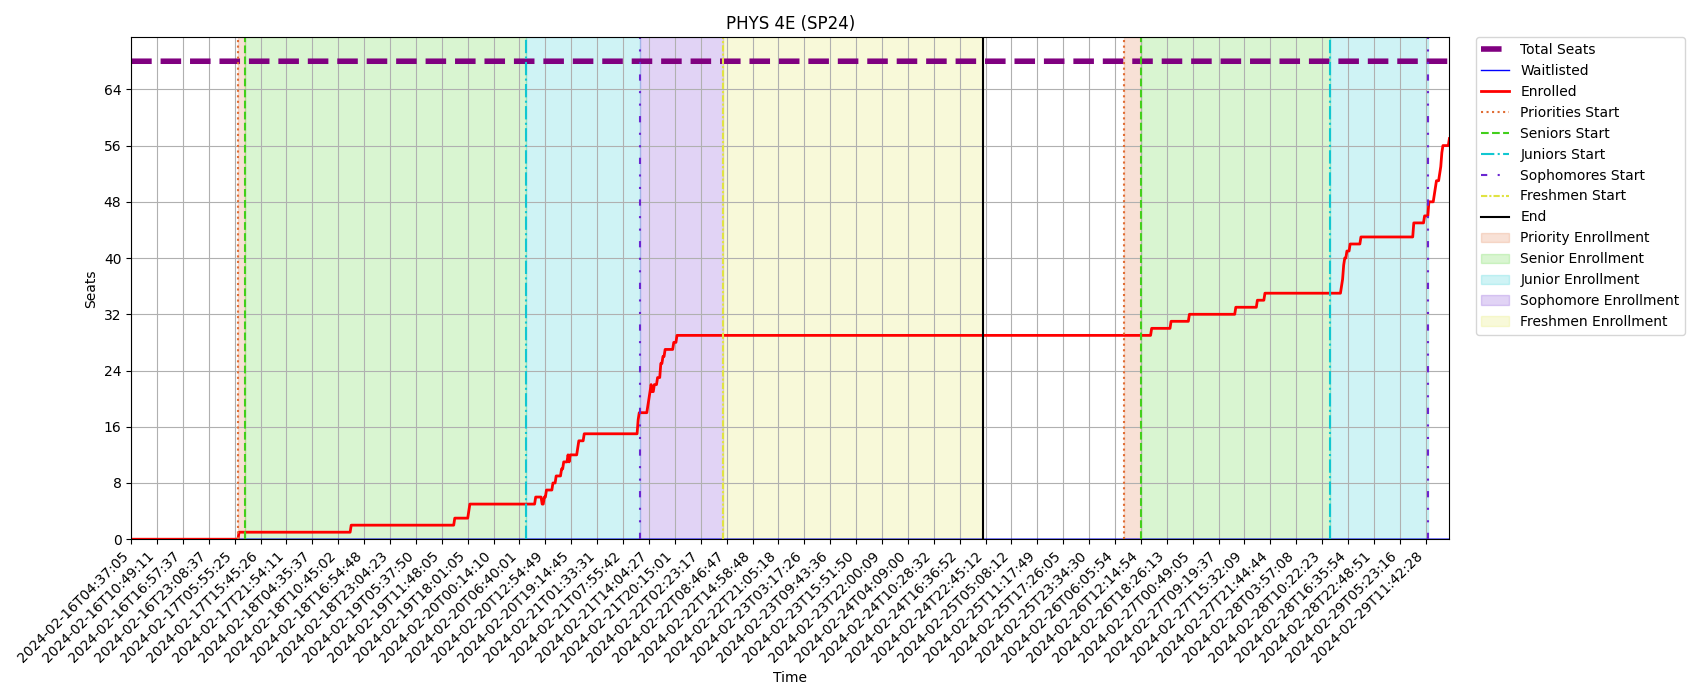 PHYS 4E (SP24)
Total Seats
Waitlisted
Enrolled
Priorities Start
Seniors Start
Juniors Start
Sophomores Start
Freshmen Start
End
Priority Enrollment
Senior Enrollment
Junior Enrollment
Sophomore Enrollment
Freshmen Enrollment
Seats
64
56
48
40
32
24
16
8
0
2024-02-16T04:37:05
2024-02-16T10:49:11
2024-02-16T16:57:37
2024-02-16T23:08:37
2024-02-17T05:55:25
2024-02-17T15:45:26
2024-02-17T21:54:11
2024-02-18T04:35:37
2024-02-18T10:45:02
2024-02-18T16:54:48
2024-02-18T23:04:23
2024-02-19T05:37:50
2024-02-19T11:48:05
2024-02-19T18:01:05
2024-02-20T00:14:10
2024-02-20T06:40:01
2024-02-20T12:54:49
2024-02-20T19:14:45
2024-02-21T01:33:31
2024-02-21T07:55:42
2024-02-21T14:04:27
2024-02-21T20:15:01
2024-02-22T02:23:17
2024-02-22T08:46:47
2024-02-22T14:58:48
2024-02-22T21:05:18
2024-02-23T03:17:26
2024-02-23T09:43:36
2024-02-23T15:51:50
2024-02-23T22:00:09
2024-02-24T04:09:00
2024-02-24T10:28:32
2024-02-24T16:36:52
2024-02-24T22:45:12
2024-02-25T05:08:12
2024-02-25T11:17:49
2024-02-25T17:26:05
2024-02-25T23:34:30
2024-02-26T06:05:54
2024-02-26T12:14:54
2024-02-26T18:26:13
2024-02-27T00:49:05
2024-02-27T09:19:37
2024-02-27T15:32:09
2024-02-27T21:44:44
2024-02-28T03:57:08
2024-02-28T10:22:23
2024-02-28T16:35:54
2024-02-28T22:48:51
2024-02-29T05:23:16
2024-02-29T11:42:28
Time